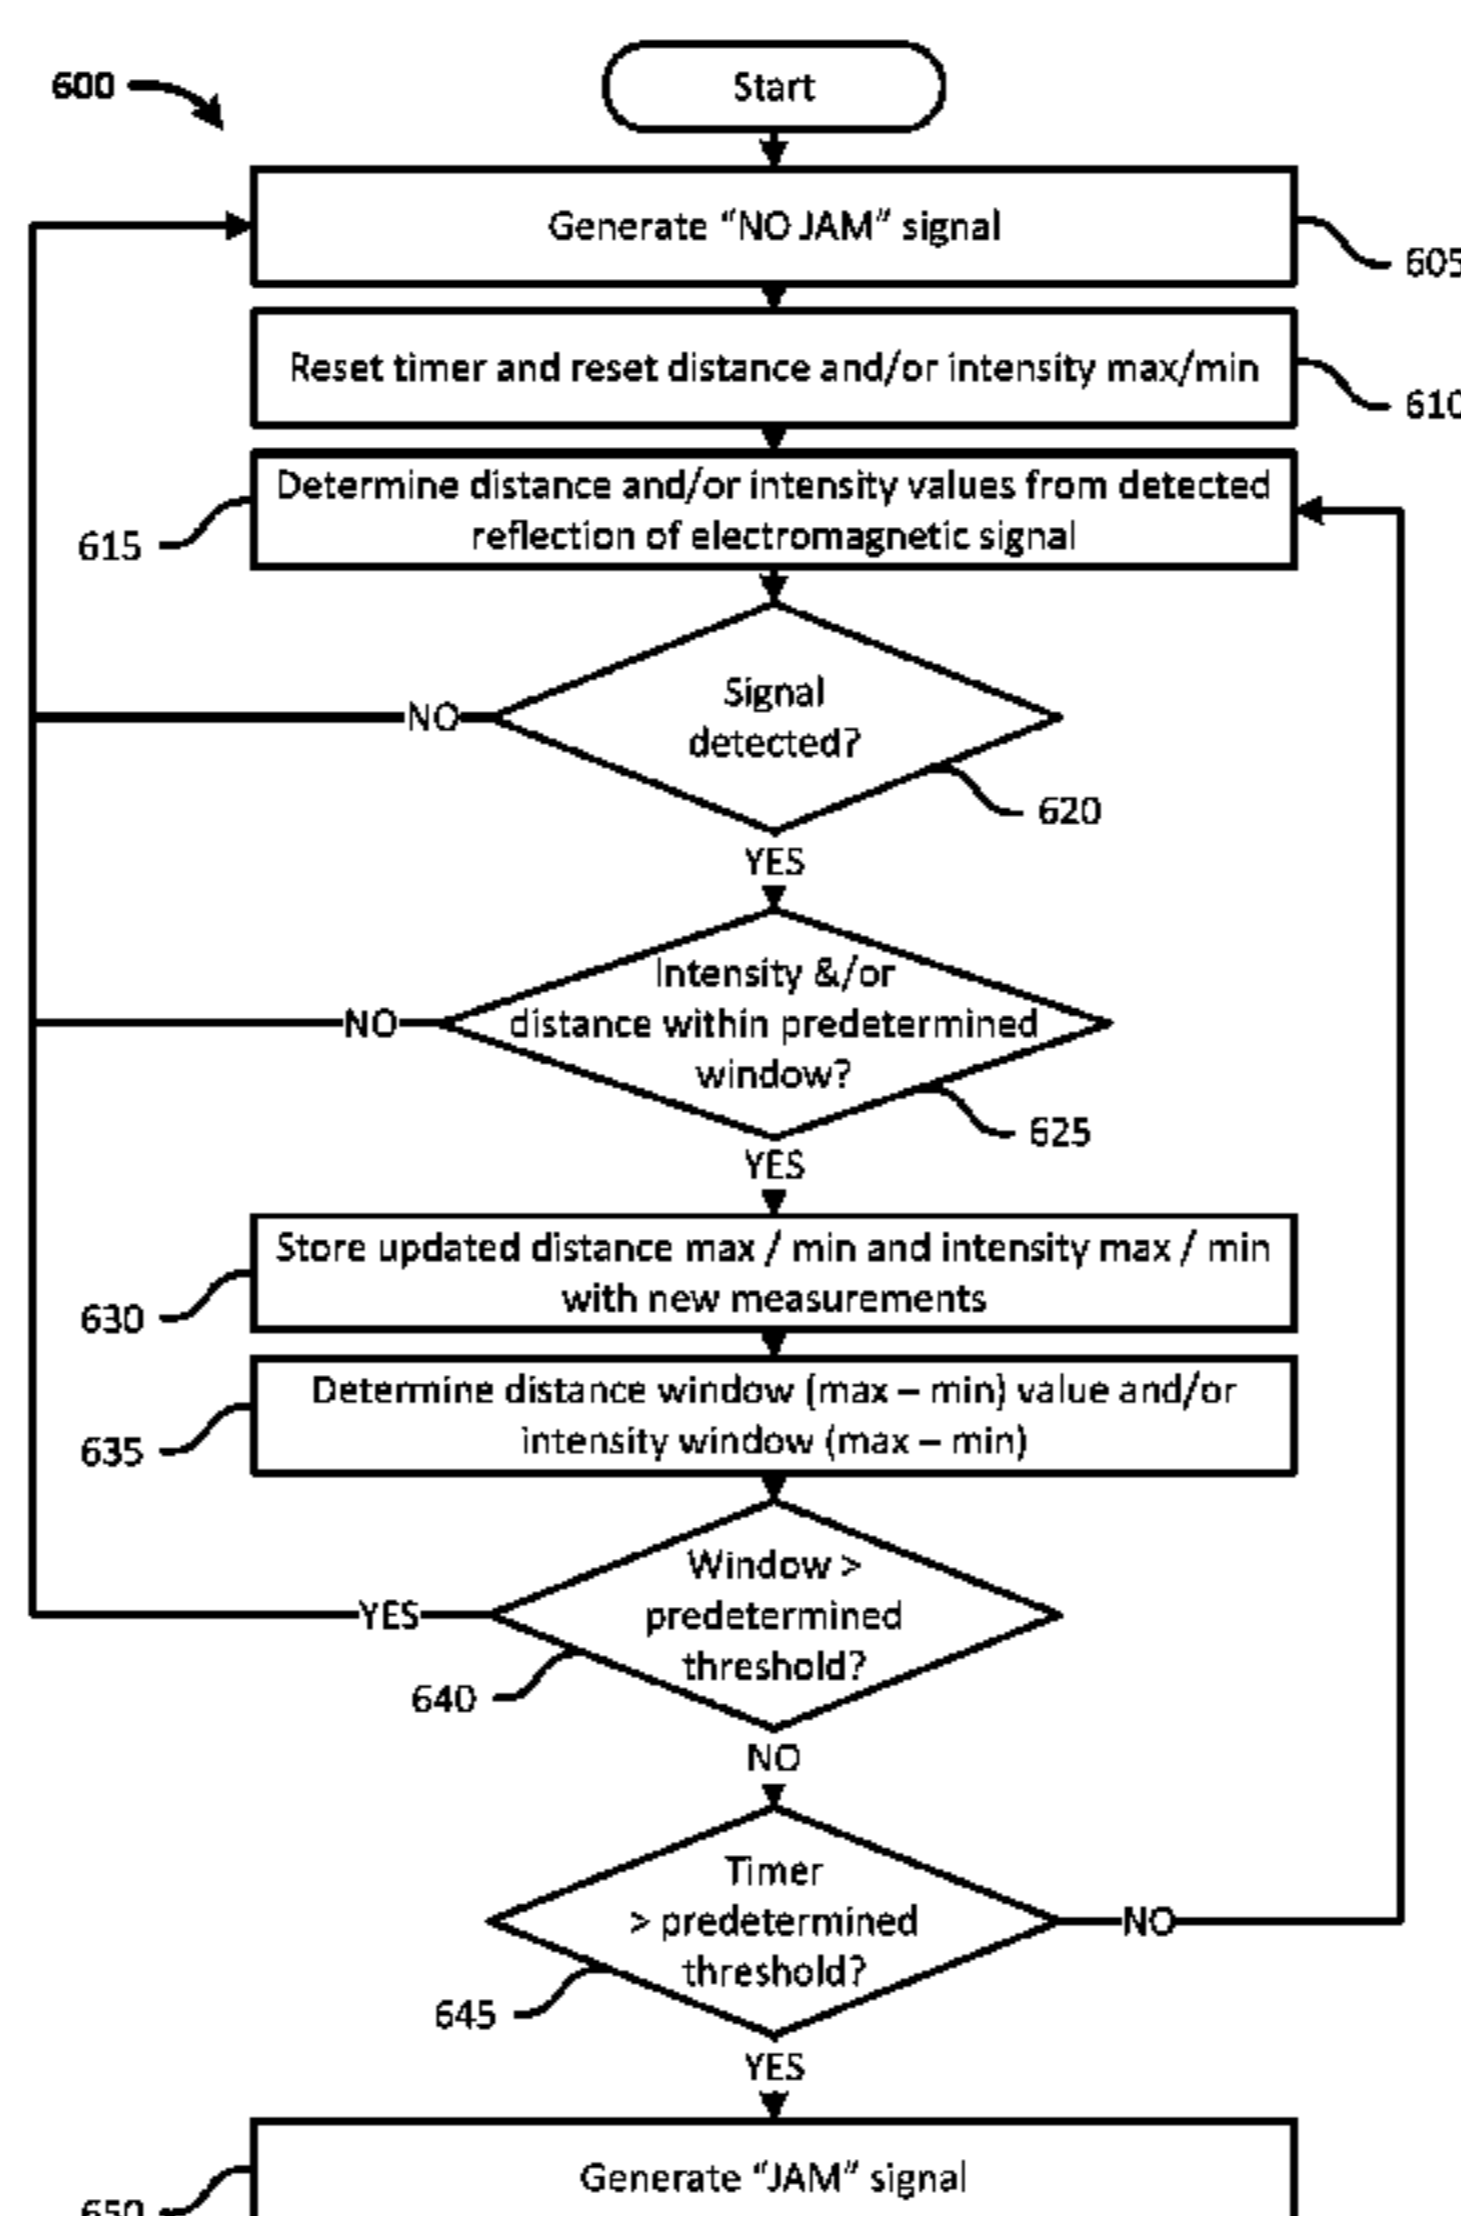 600
Start
Generate “NO JAM” signal
605
Reset timer and reset distance and/or intensity max/min
610
Determine distance and/or intensity values from detected
reflection of electromagnetic signal
615
Signal
detected?
NO
620
YES
Intensity &/or
distance within predetermined
window?
NO
625
YES
Store updated distance max / min and intensity max / min
with new measurements
630
Determine distance window (max – min) value and/or
intensity window (max – min)
635
Window >
predetermined
threshold?
YES
640
NO
Timer
> predetermined
threshold?
NO
645
YES
Generate “JAM” signal
650